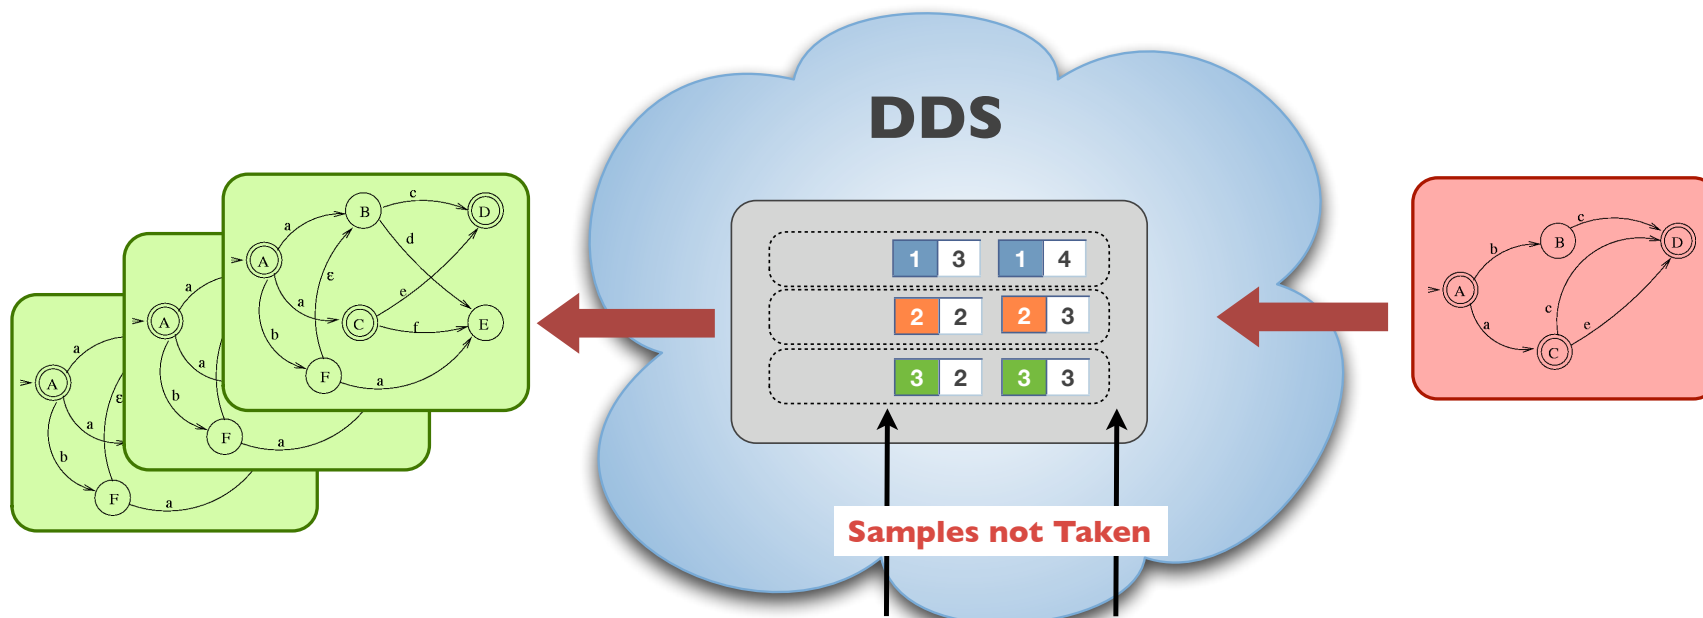 DDS
1 3 1 4
2 2 2 3
3 2 3 3
Samples not Taken
A a B c D
b a ε d e
C f E
F a
A a
a
b
F a
A a
a ε
b
F a
A b B c D
a c e
C